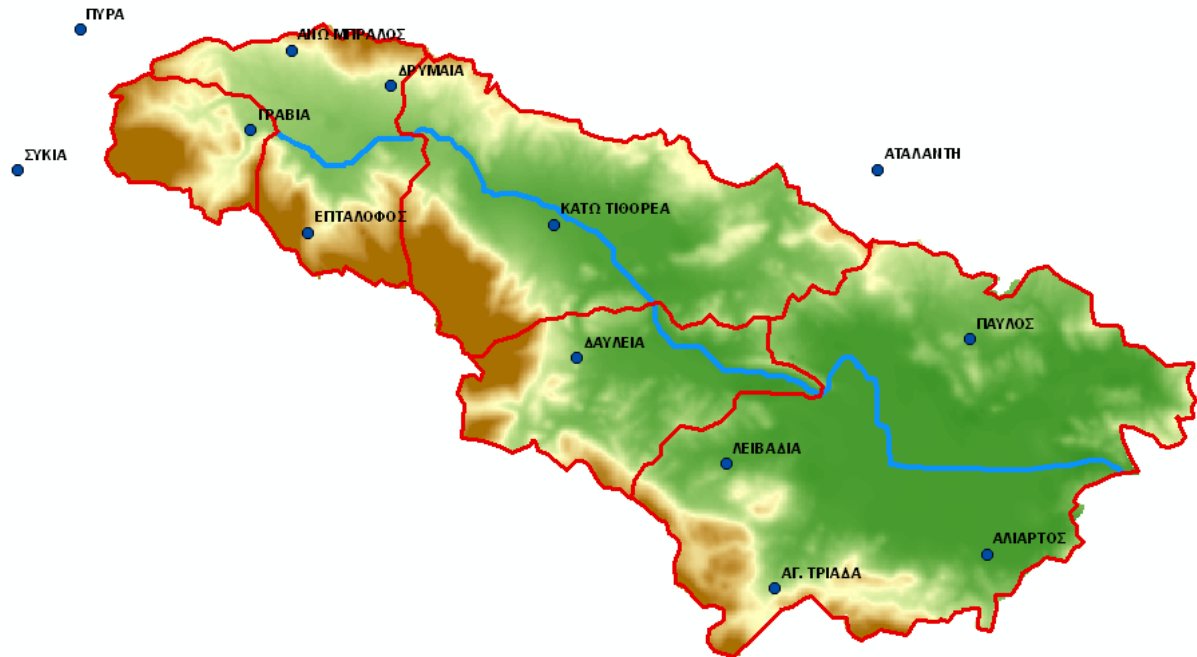 ΠΥΡΑ
ΑΝΩ ΜΠΡΑΛΟΣ
ΔΡΥΜΑΙΑ
ΓΡΑΒΙΑ
ΣΥΚΙΑ
ΑΤΑΛΑΝΤΗ
ΕΠΤΑΛΟΦΟΣ
ΚΑΤΩ ΤΙΘΟΡΕΑ
ΠΑΥΛΟΣ
ΔΑΥΛΕΙΑ
ΛΕΙΒΑΔΙΑ
ΑΛΙΑΡΤΟΣ
ΑΓ. ΤΡΙΑΔΑ